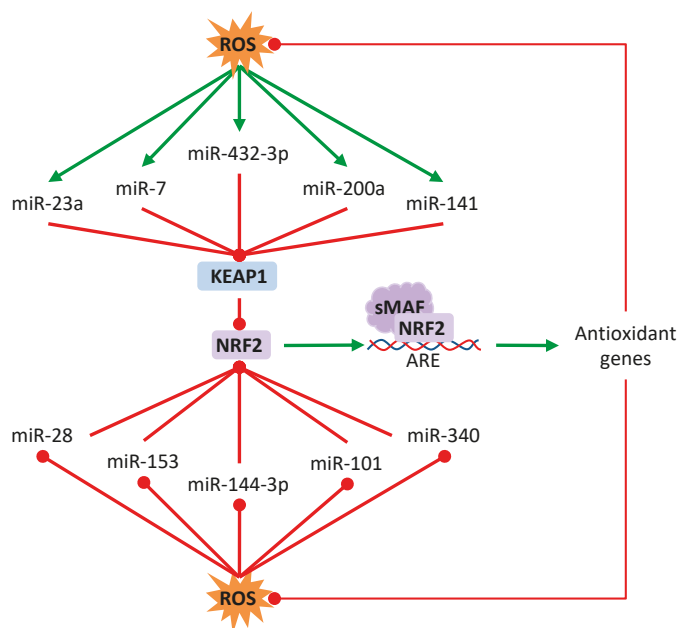 ROS
miR-432-3p
miR-7
miR-200a
miR-23a
miR-141
KEAP1
sMAF
NRF2
NRF2
ARE
Antioxidant
genes
miR-28
miR-340
miR-153
miR-101
miR-144-3p
ROS